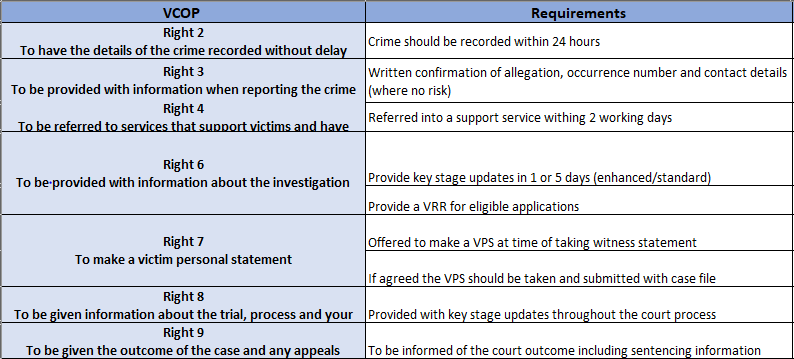 VCOP
Requirements
Right 2
To have the details of the crime recorded without delay
Crime should be recorded within 24 hours
Right 3
To be provided with information when reporting the crime
Written confirmation of allegation, occurrence number and contact details
(where no risk)
Right 4
To be referred to services that support victims and have
Referred into a support service withing 2 working days
Right 6
To be provided with information about the investigation
Provide key stage updates in 1 or 5 days (enhanced/standard)
Provide a VRR for eligible applications
Right 7
To make a victim personal statement
Offered to make a VPS at time of taking witness statement
If agreed the VPS should be taken and submitted with case file
Right 8
To be given information about the trial, process and your
Provided with key stage updates throughout the court process
Right 9
To be given the outcome of the case and any appeals
To be informed of the court outcome including sentencing information